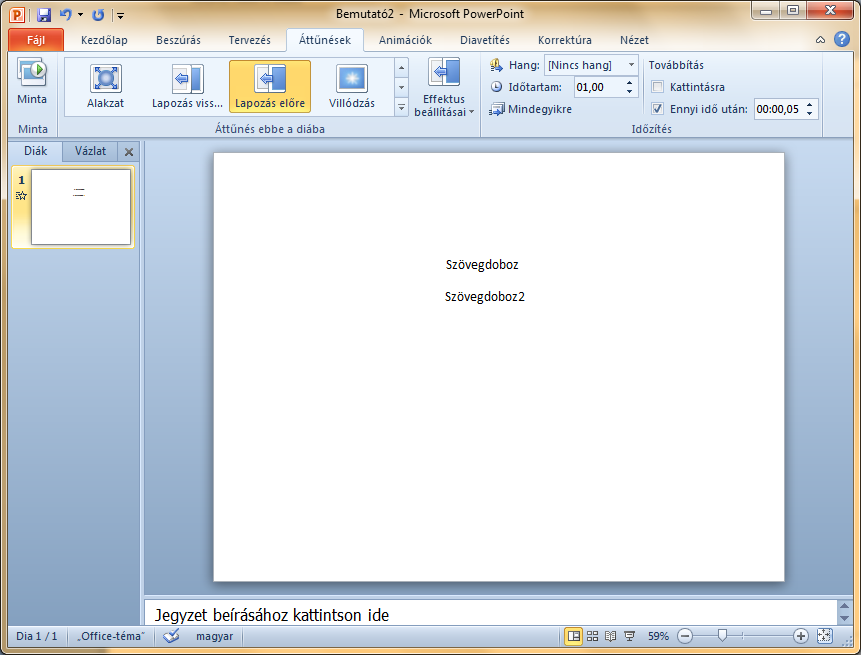 Bemutató2 - Microsoft PowerPoint
Fájl Kezdőlap Beszúrás Tervezés Áttűnések Animációk Diavetítés Korrektúra Nézet
Minta
Minta
Alakzat Lapozás viss... Lapozás előre Villódzás
Effektus
beállításai
Áttűnés ebbe a diába
Hang: [Nincs hang]
Időtartam: 01,00
Mindegyikre
Továbbítás
Kattintásra
Ennyi idő után: 00:00,05
Időzítés
Diák Vázlat
1
Szövegdoboz
Szövegdoboz2
Jegyzet beírásához kattintson ide
Dia 1 / 1 „Office-téma” magyar 59%